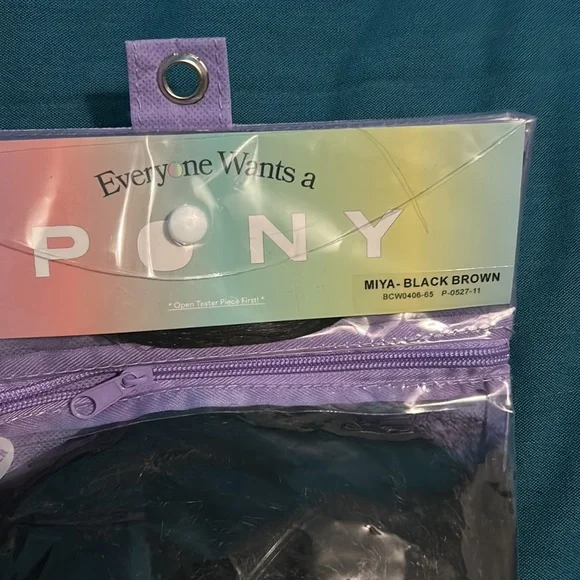 Everyone Wants a
PONY
MIYA- BLACK BROWN
BCW0406-65 P-0527-11
* Open Tester Piece First! *